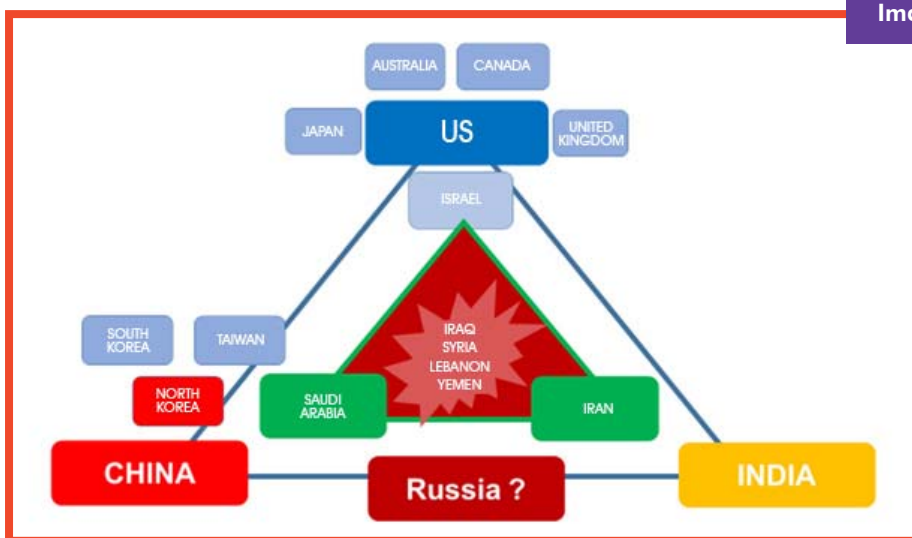 AUSTRALIA
CANADA
JAPAN
US
UNITED
KINGDOM
ISRAEL
SOUTH
KOREA
TAIWAN
IRAQ
SYRIA
LEBANON
YEMEN
NORTH
KOREA
SAUDI
ARABIA
IRAN
CHINA
Russia ?
INDIA